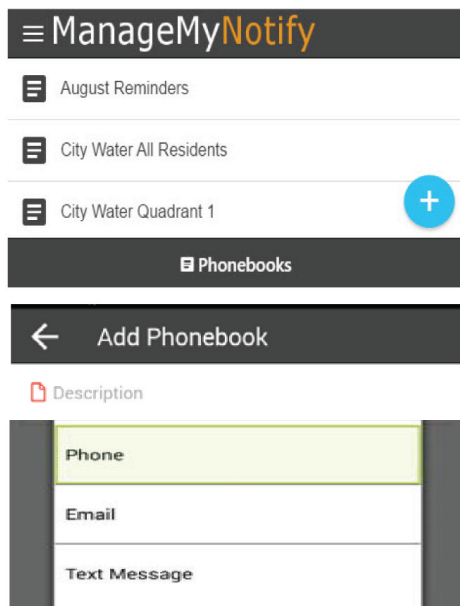 ManageMyNotify
August Reminders
City Water All Residents
City Water Quadrant 1
Phonebooks
Add Phonebook
Description
Phone
Email
Text Message